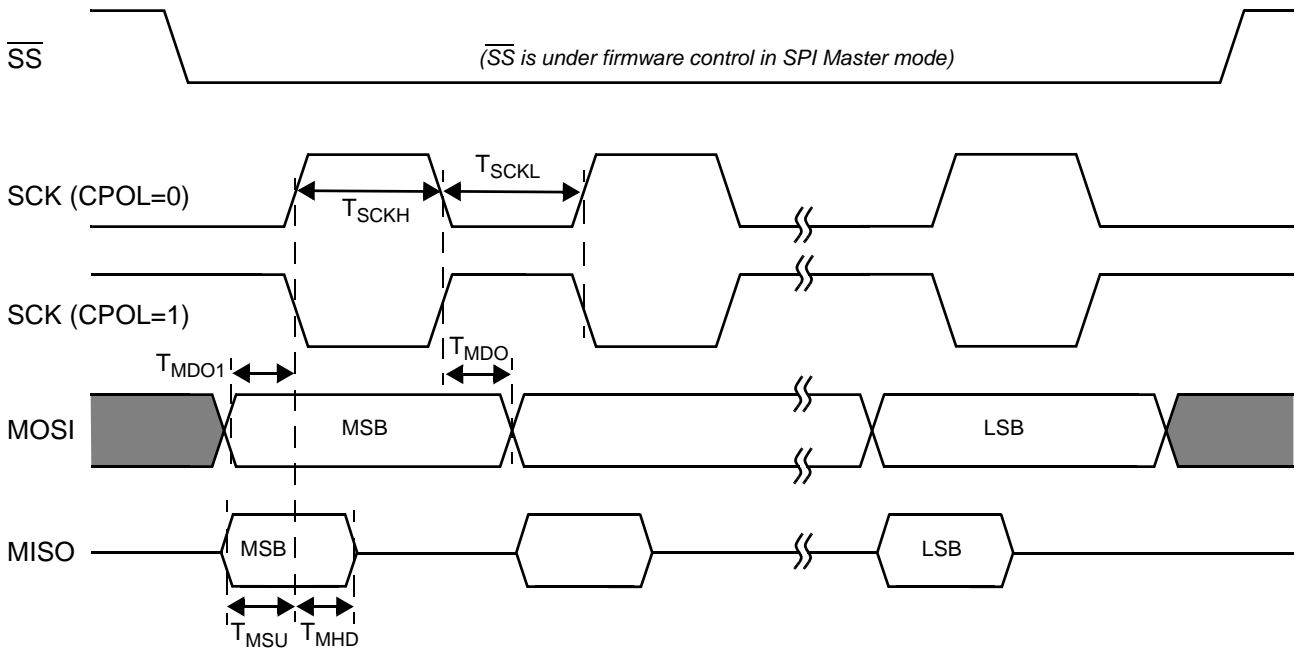 SS
(SS is under firmware control in SPI Master mode)
SCK (CPOL=0)
TSCKH
TSCKL
SCK (CPOL=1)
TMDO1
TMDO
MOSI
MSB
LSB
MISO
MSB
LSB
TMSU
TMHD